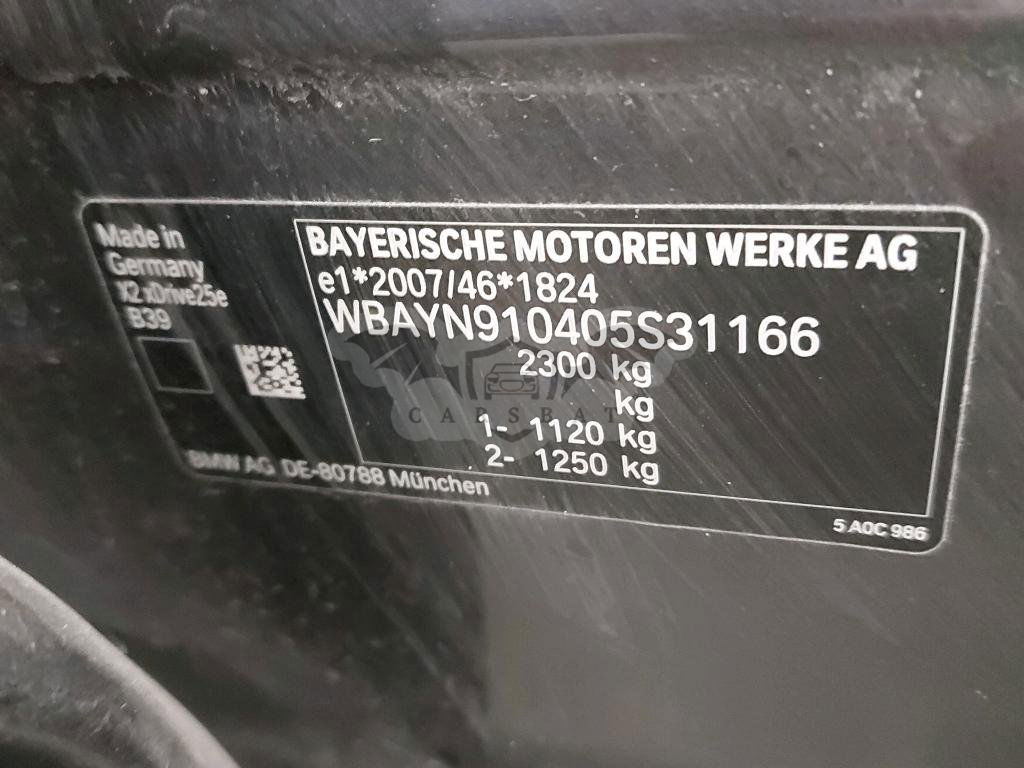 Made in
Germany
X2 xDrive25e
B39
BAYERISCHE MOTOREN WERKE AG
e1*2007/46*1824
WBAYN910405S31166
2300 kg
kg
1- 1120 kg
2- 1250 kg
BMW AG DE-80788 München
5 A0C 986
CARSBAT